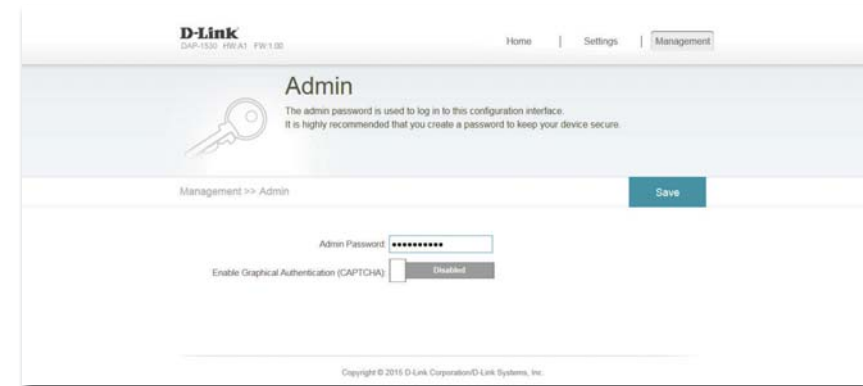 D-Link
DAP-1530 HW:A1 FW:1.00
Home | Settings | Management
Admin
The admin password is used to log in to this configuration interface.
It is highly recommended that you create a password to keep your device secure.
Management >> Admin
Save
Admin Password: ••••••••••
Enable Graphical Authentication (CAPTCHA): Disabled
Copyright © 2015 D-Link Corporation/D-Link Systems, Inc.